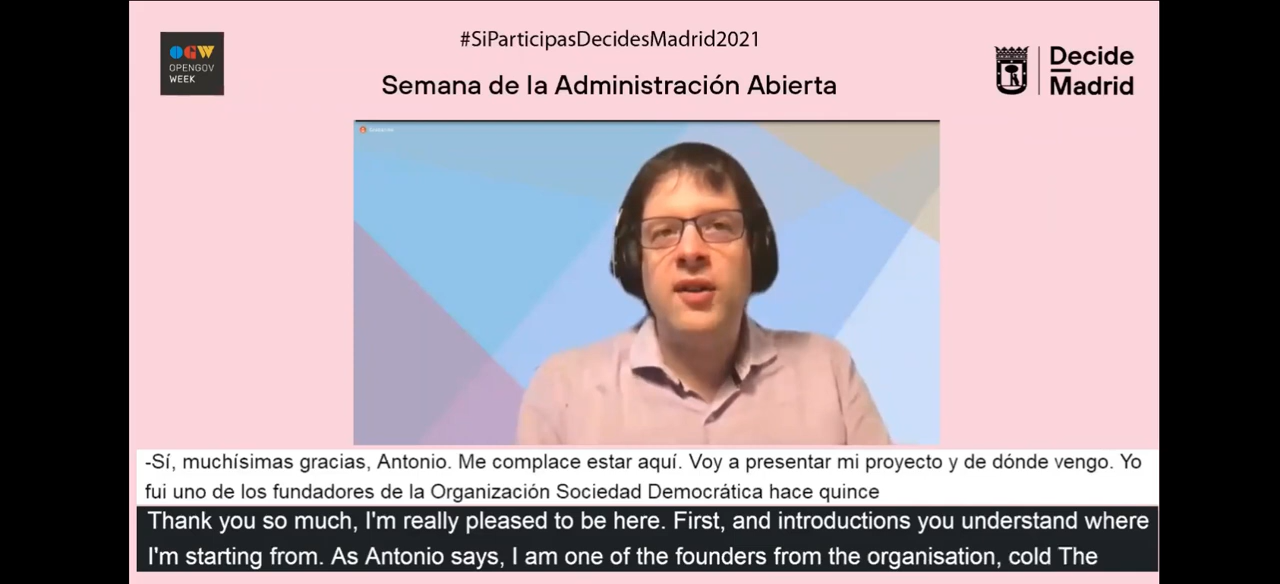 #SiParticipasDecidesMadrid2021
OGW
OPENGOV
WEEK
Semana de la Administración Abierta
Decide
Madrid
-Sí, muchísimas gracias, Antonio. Me complace estar aquí. Voy a presentar mi proyecto y de dónde vengo. Yo
fui uno de los fundadores de la Organización Sociedad Democrática hace quince
Thank you so much, I'm really pleased to be here. First, and introductions you understand where
I'm starting from. As Antonio says, I am one of the founders from the organisation, cold The